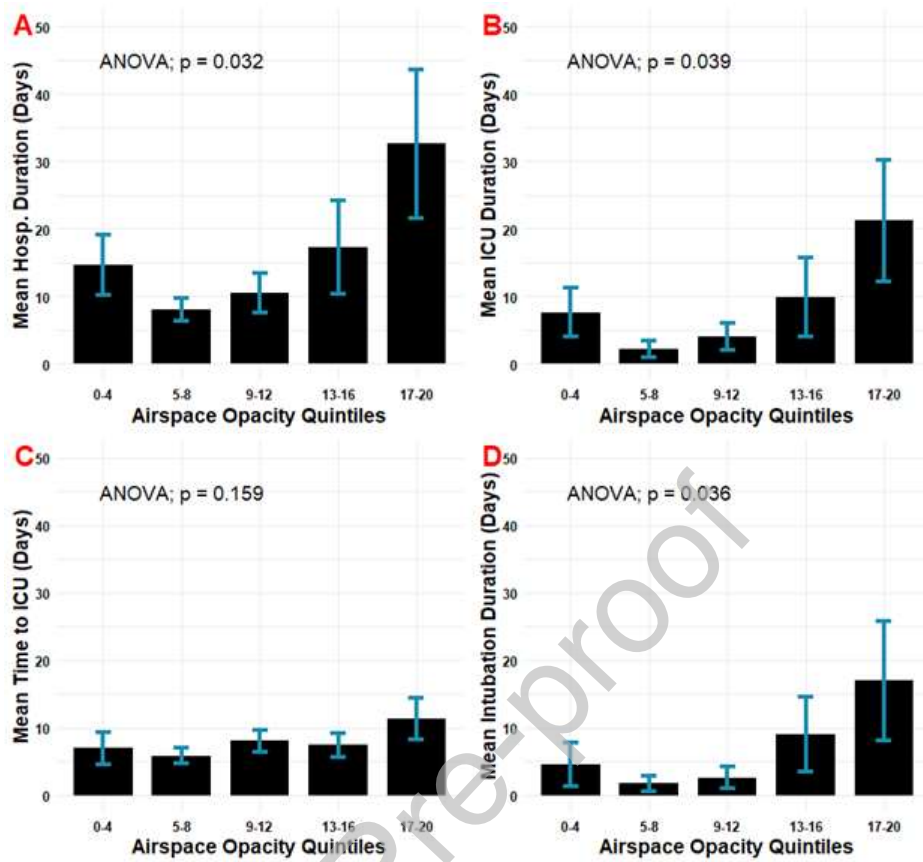 A
ANOVA; p = 0.032
Mean Hosp. Duration (Days)
50
40
30
20
10
0
0-4 5-8 9-12 13-16 17-20
Airspace Opacity Quintiles
B
ANOVA; p = 0.039
Mean ICU Duration (Days)
50
40
30
20
10
0
0-4 5-8 9-12 13-16 17-20
Airspace Opacity Quintiles
C
ANOVA; p = 0.159
Mean Time to ICU (Days)
50
40
30
20
10
0
0-4 5-8 9-12 13-16 17-20
Airspace Opacity Quintiles
D
ANOVA; p = 0.036
Mean Intubation Duration (Days)
50
40
30
20
10
0
0-4 5-8 9-12 13-16 17-20
Airspace Opacity Quintiles
Pre-proof